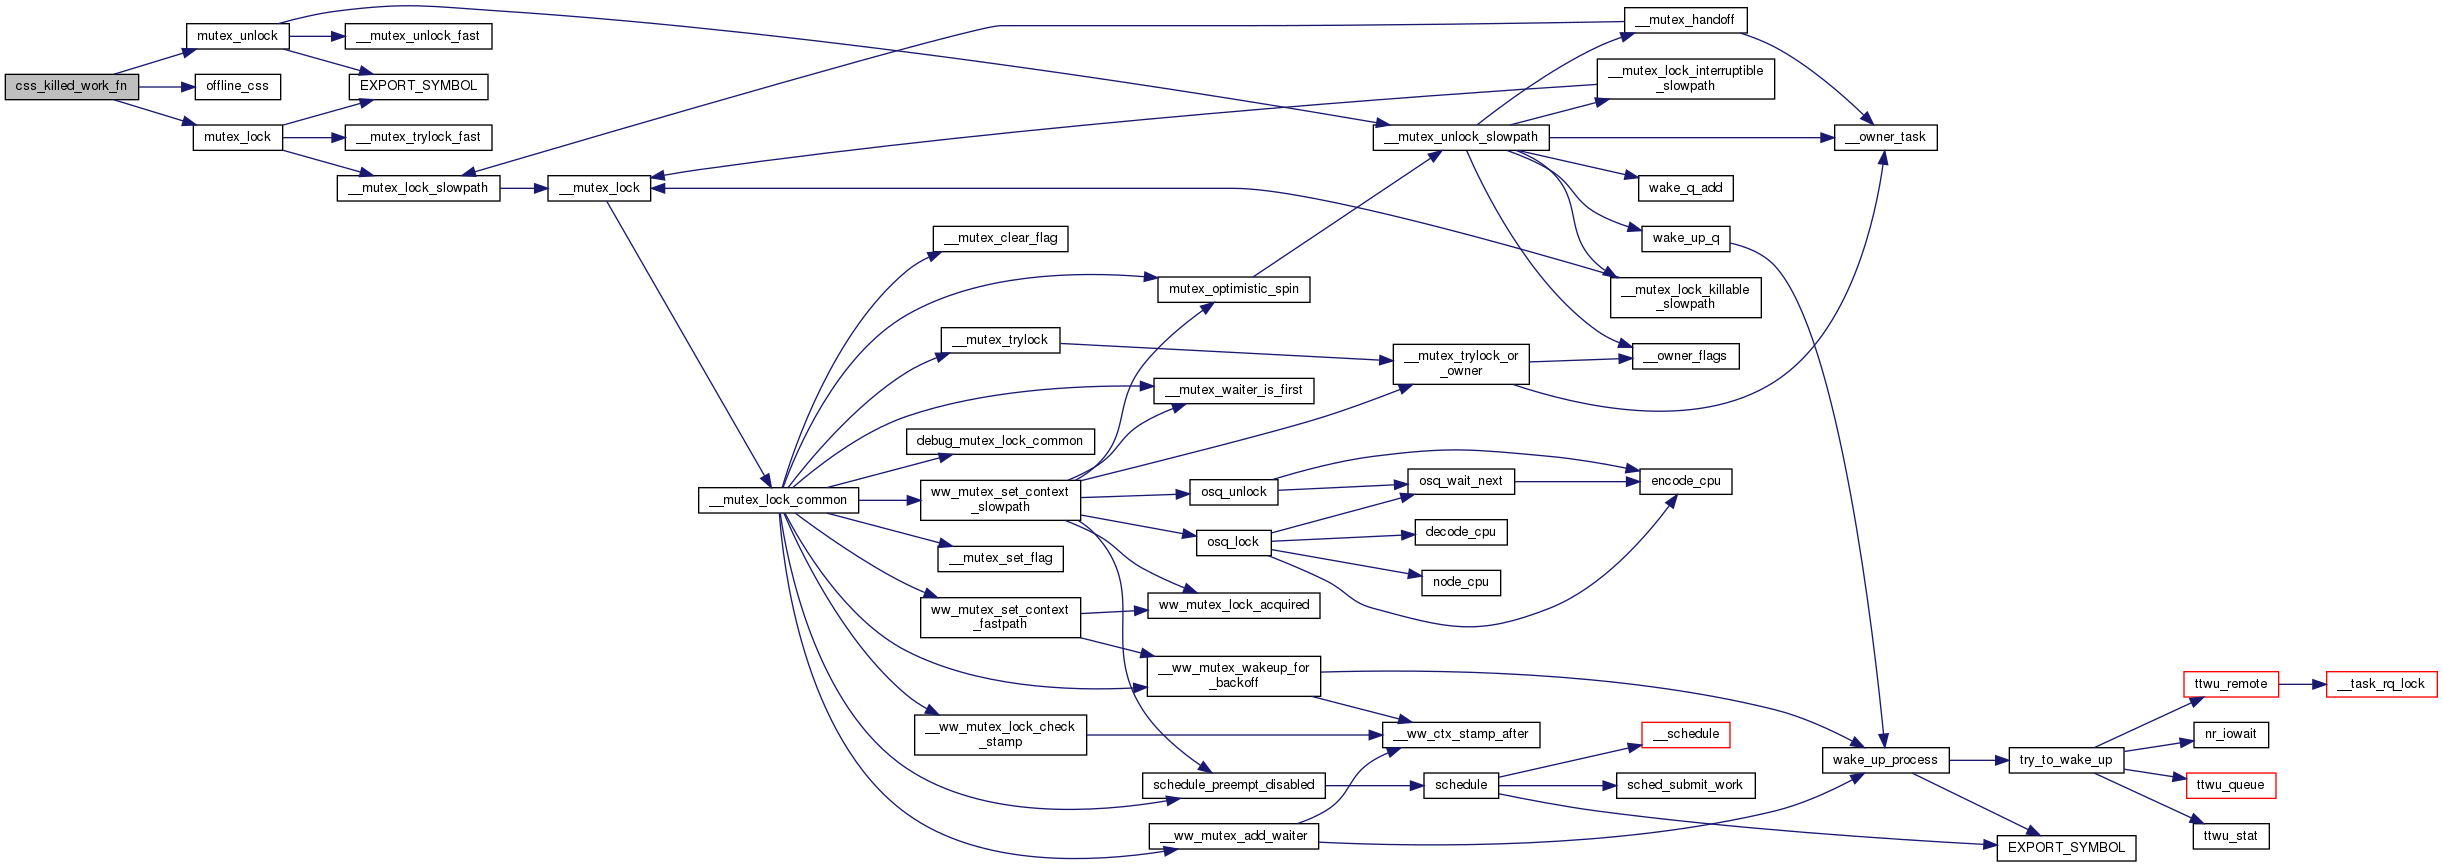 css_killed_work_fn
mutex_unlock
offline_css
mutex_lock
__mutex_unlock_fast
EXPORT_SYMBOL
__mutex_trylock_fast
__mutex_lock_slowpath
__mutex_lock
__mutex_lock_common
__mutex_clear_flag
mutex_optimistic_spin
__mutex_trylock
__mutex_waiter_is_first
debug_mutex_lock_common
ww_mutex_set_context
_slowpath
__mutex_set_flag
ww_mutex_set_context
_fastpath
__ww_mutex_lock_check
_stamp
osq_unlock
osq_lock
ww_mutex_lock_acquired
__ww_mutex_wakeup_for
_backoff
schedule_preempt_disabled
__ww_mutex_add_waiter
__mutex_unlock_slowpath
__mutex_trylock_or
_owner
osq_wait_next
decode_cpu
node_cpu
__ww_ctx_stamp_after
schedule
__mutex_handoff
__mutex_lock_interruptible
_slowpath
wake_q_add
wake_up_q
__mutex_lock_killable
_slowpath
__owner_flags
encode_cpu
__schedule
sched_submit_work
__owner_task
wake_up_process
try_to_wake_up
EXPORT_SYMBOL
ttwu_remote
nr_iowait
ttwu_queue
ttwu_stat
__task_rq_lock